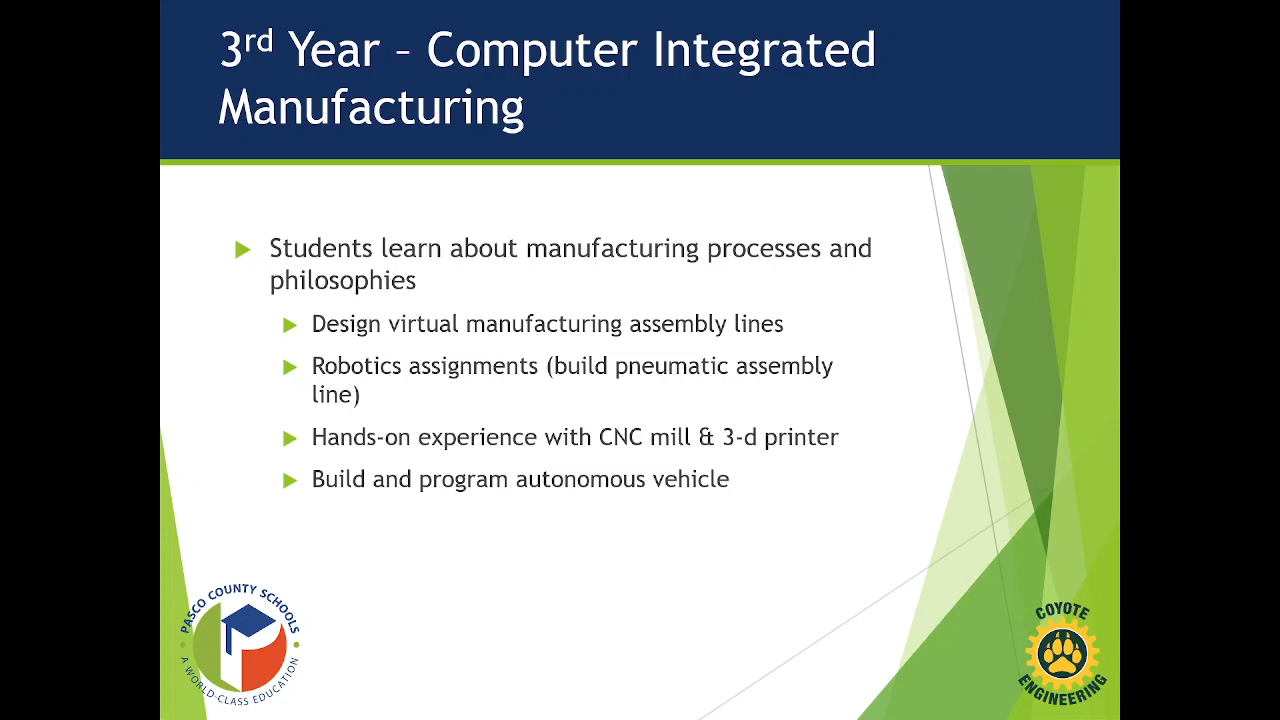 3rd Year – Computer Integrated
Manufacturing
Students learn about manufacturing processes and
philosophies
Design virtual manufacturing assembly lines
Robotics assignments (build pneumatic assembly
line)
Hands-on experience with CNC mill & 3-d printer
Build and program autonomous vehicle
PASCO COUNTY SCHOOLS
A WORLD-CLASS EDUCATION
COYOTE
ENGINEERING